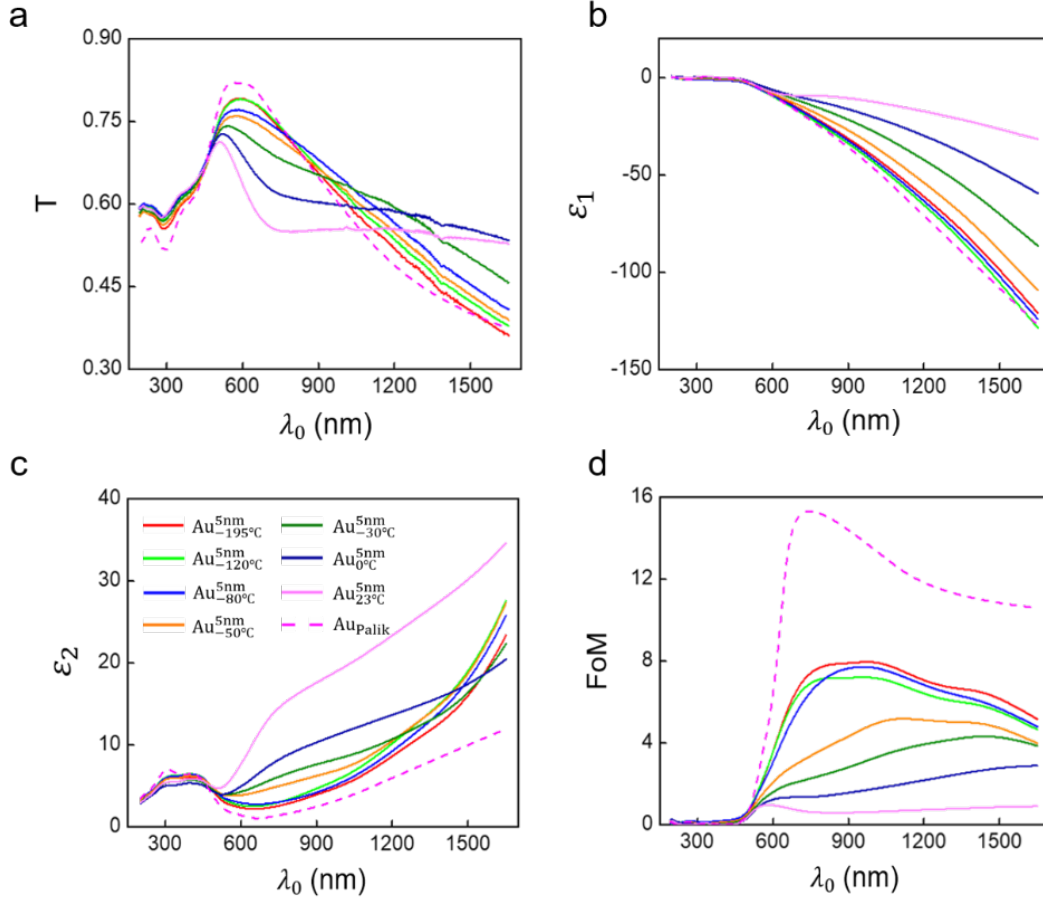 a
T
0.90
0.75
0.60
0.45
0.30
300 600 900 1200 1500
λ₀ (nm)
b
ε₁
0
-50
-100
-150
300 600 900 1200 1500
λ₀ (nm)
c
ε₂
40
30
20
10
0
Au⁵ⁿᵐ₋₁₉₅℃
Au⁵ⁿᵐ₋₁₂₀℃
Au⁵ⁿᵐ₋₈₀℃
Au⁵ⁿᵐ₋₅₀℃
Au⁵ⁿᵐ₋₃₀℃
Au⁵ⁿᵐ₀℃
Au⁵ⁿᵐ₂₃℃
Au_Palik
300 600 900 1200 1500
λ₀ (nm)
d
FoM
16
12
8
4
0
300 600 900 1200 1500
λ₀ (nm)